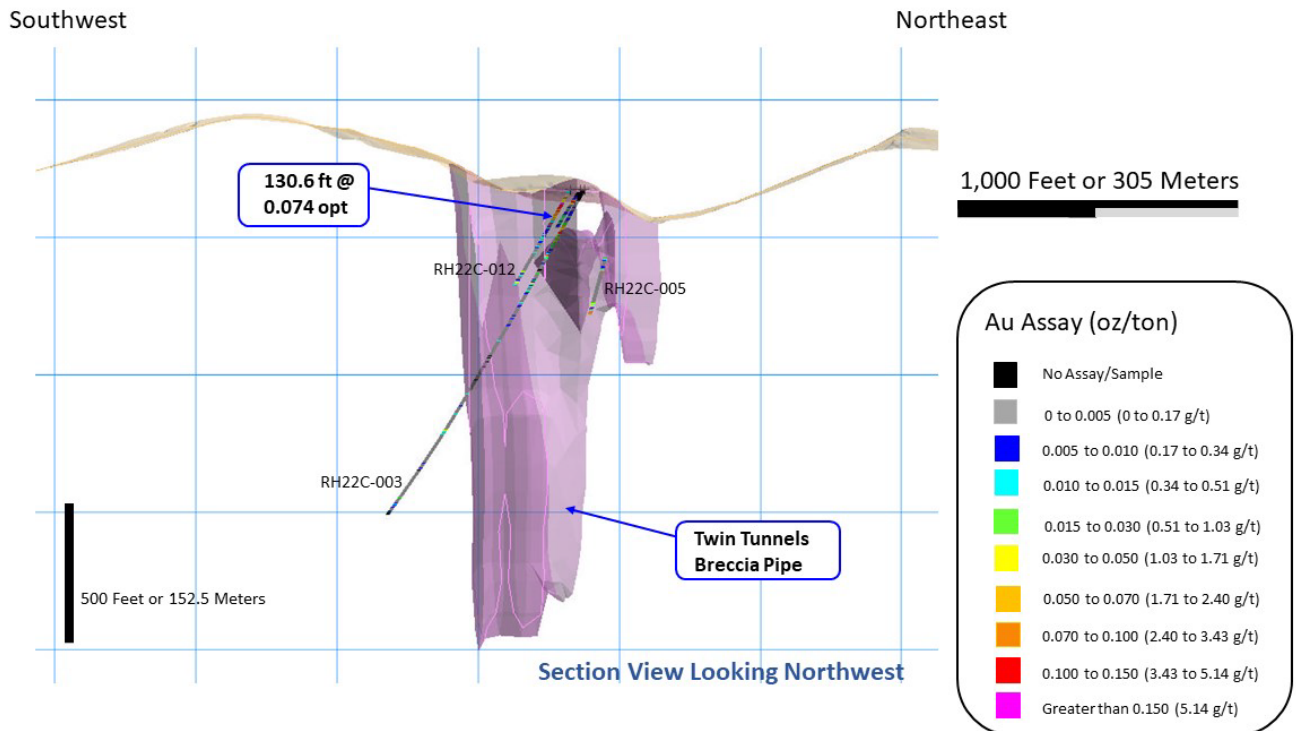 Southwest
Northeast
130.6 ft @
0.074 opt
1,000 Feet or 305 Meters
RH22C-012
RH22C-005
RH22C-003
Twin Tunnels
Breccia Pipe
500 Feet or 152.5 Meters
Section View Looking Northwest
Au Assay (oz/ton)
No Assay/Sample
0 to 0.005 (0 to 0.17 g/t)
0.005 to 0.010 (0.17 to 0.34 g/t)
0.010 to 0.015 (0.34 to 0.51 g/t)
0.015 to 0.030 (0.51 to 1.03 g/t)
0.030 to 0.050 (1.03 to 1.71 g/t)
0.050 to 0.070 (1.71 to 2.40 g/t)
0.070 to 0.100 (2.40 to 3.43 g/t)
0.100 to 0.150 (3.43 to 5.14 g/t)
Greater than 0.150 (5.14 g/t)